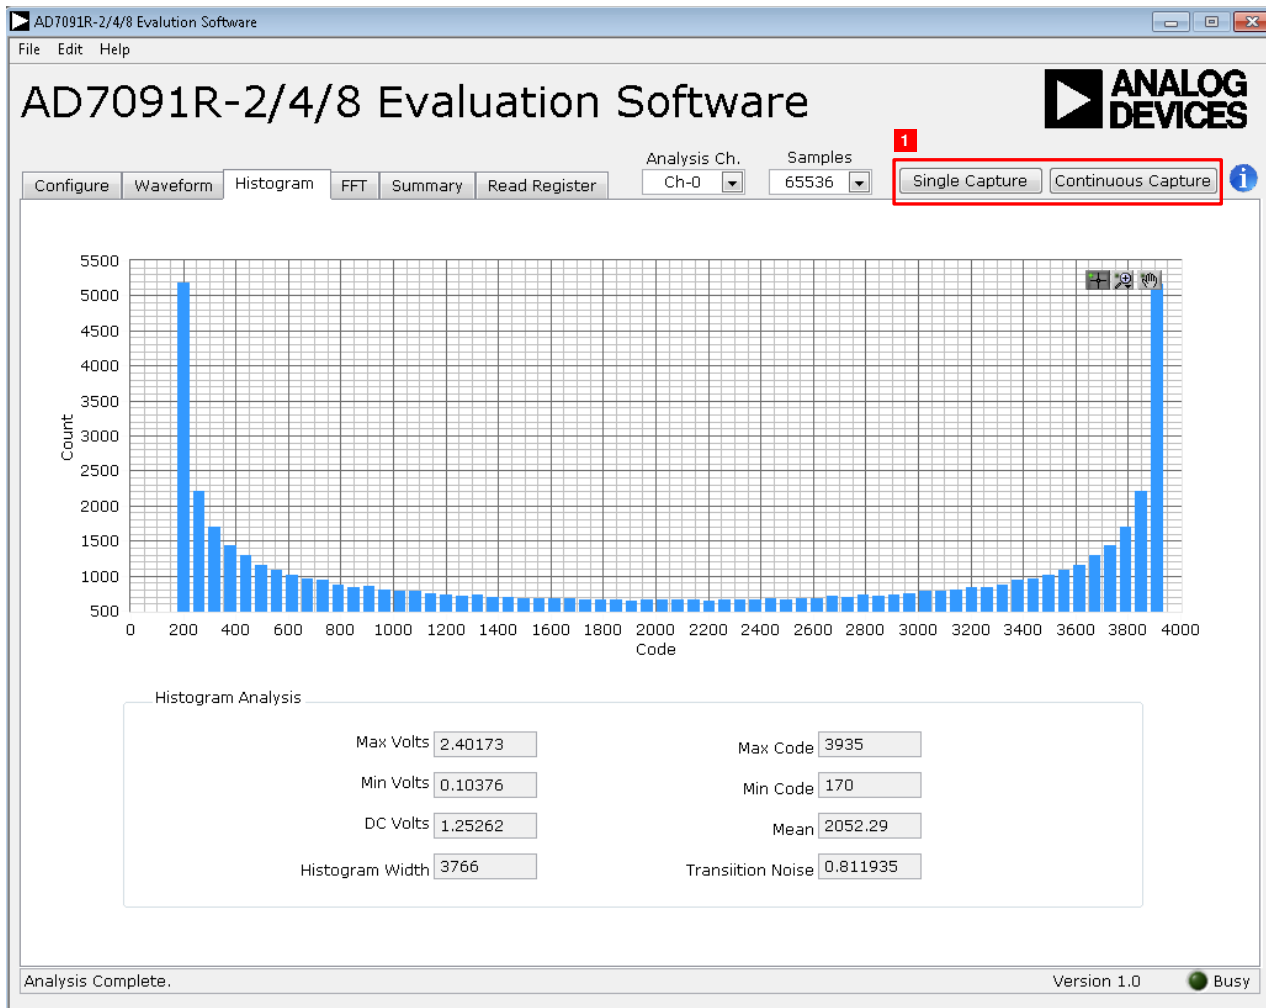 AD7091R-2/4/8 Evalution Software
File Edit Help
AD7091R-2/4/8 Evaluation Software
ANALOG
DEVICES
1
Analysis Ch. Samples
Configure Waveform Histogram FFT Summary Read Register Ch-0 65536 Single Capture Continuous Capture i
5500
5000
4500
4000
3500
3000
2500
2000
1500
1000
500
Count
0 200 400 600 800 1000 1200 1400 1600 1800 2000 2200 2400 2600 2800 3000 3200 3400 3600 3800 4000
Code
Histogram Analysis
Max Volts 2.40173 Max Code 3935
Min Volts 0.10376 Min Code 170
DC Volts 1.25262 Mean 2052.29
Histogram Width 3766 Transiition Noise 0.811935
Analysis Complete. Version 1.0 Busy